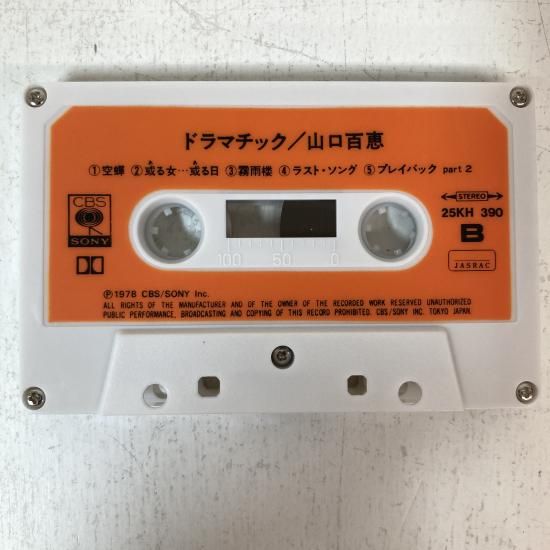 ドラマチック／山口百恵
①空蝉 ②或る女…或る日 ③霧雨楼 ④ラスト・ソング ⑤プレイバック part 2
CBS
SONY
STEREO
25KH 390
B
JASRAC
100 50 0
Ⓟ1978 CBS/SONY Inc.
ALL RIGHTS OF THE MANUFACTURER AND OF THE OWNER OF THE RECORDED WORK RESERVED UNAUTHORIZED
PUBLIC PERFORMANCE, BROADCASTING AND COPYING OF THIS RECORD PROHIBITED. CBS/SONY INC. TOKYO JAPAN.